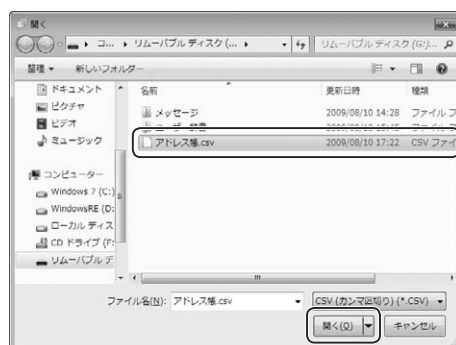 開く
コ... リムーバブル ディスク (... リムーバブル ディスク (G:)...
整理 新しいフォルダー
名前 更新日時 種類
ドキュメント
ピクチャ
ビデオ
ミュージック
メッセージ 2009/08/10 14:28 ファイル フ
アドレス帳.csv 2009/08/10 17:22 CSV ファイ
コンピューター
Windows 7 (C:)
WindowsRE (D:
ローカル ディス
CD ドライブ (F:
リムーバブル デ
ファイル名(N): アドレス帳.csv CSV (カンマ区切り) (*.CSV)
開く(O) キャンセル